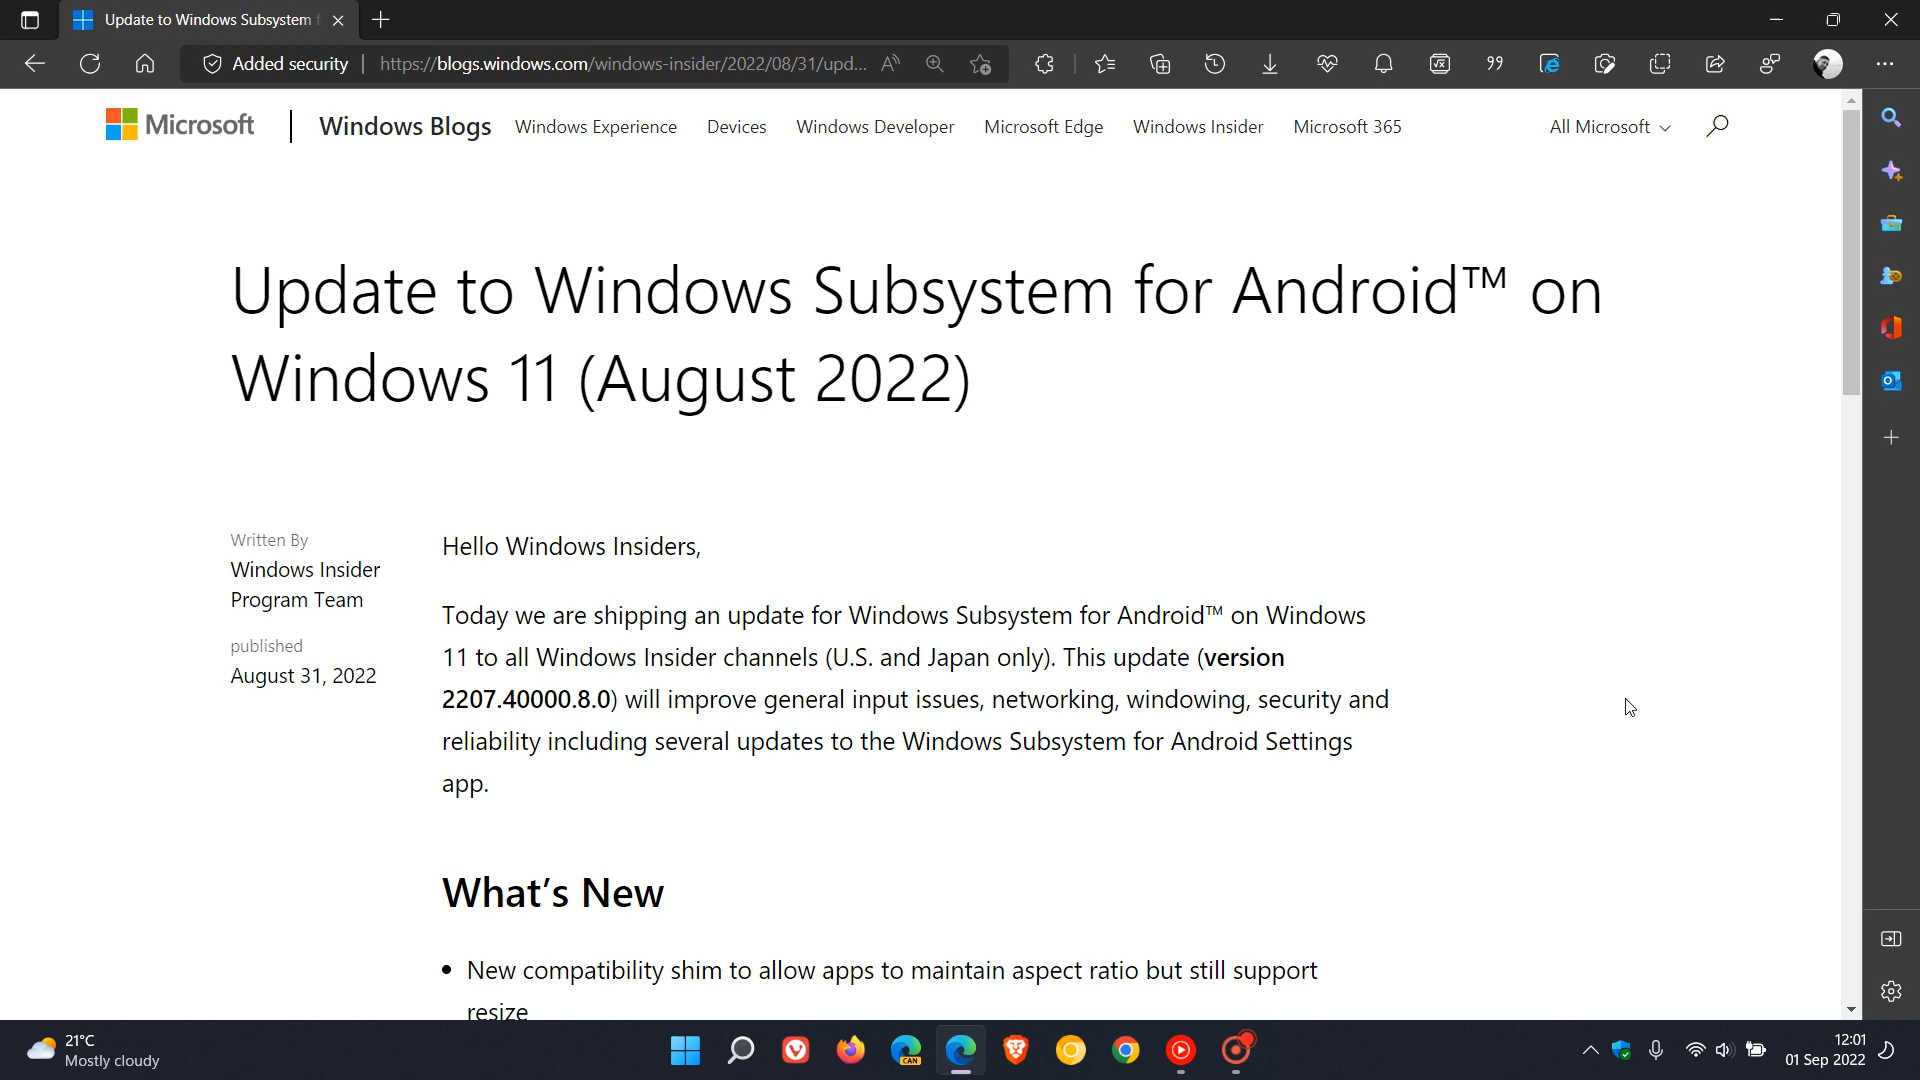 Update to Windows Subsystem
Added security
https://blogs.windows.com/windows-insider/2022/08/31/upd...
Microsoft
Windows Blogs
Windows Experience
Devices
Windows Developer
Microsoft Edge
Windows Insider
Microsoft 365
All Microsoft
Update to Windows Subsystem for Android™ on
Windows 11 (August 2022)
Written By
Windows Insider
Program Team
published
August 31, 2022
Hello Windows Insiders,
Today we are shipping an update for Windows Subsystem for Android™ on Windows
11 to all Windows Insider channels (U.S. and Japan only). This update (version
2207.40000.8.0) will improve general input issues, networking, windowing, security and
reliability including several updates to the Windows Subsystem for Android Settings
app.
What's New
• New compatibility shim to allow apps to maintain aspect ratio but still support
resize
21°C
Mostly cloudy
CAN
12:01
01 Sep 2022